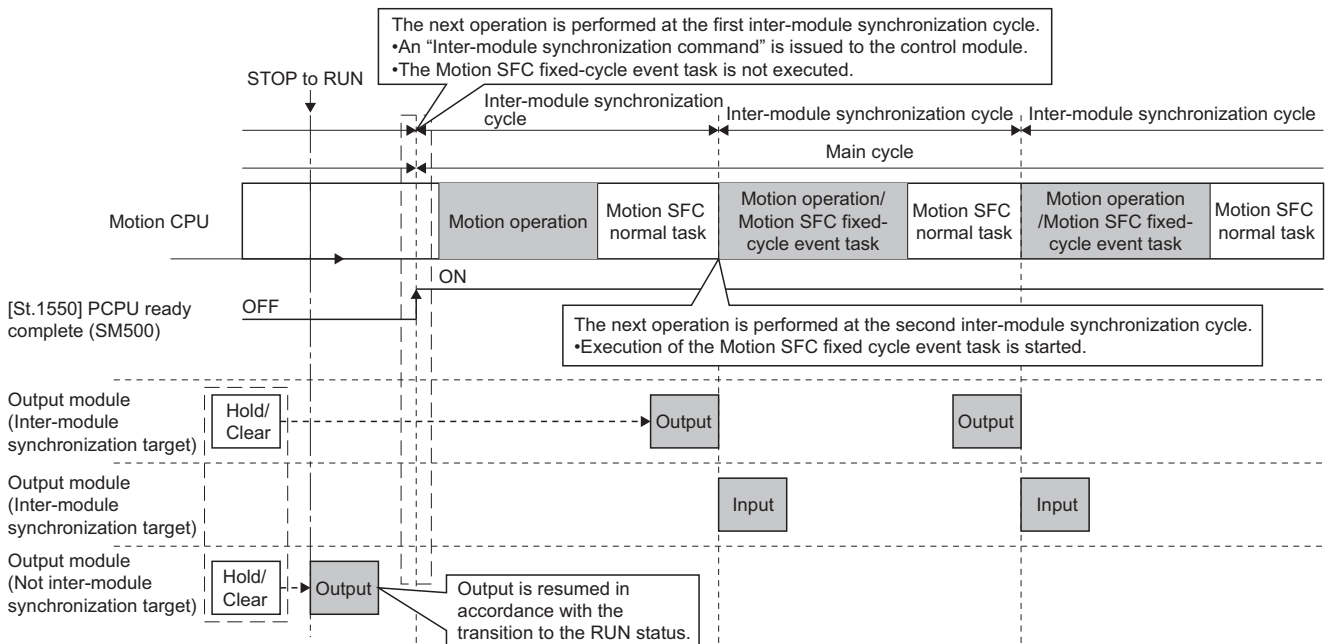 The next operation is performed at the first inter-module synchronization cycle.
•An “Inter-module synchronization command” is issued to the control module.
•The Motion SFC fixed-cycle event task is not executed.
STOP to RUN
Inter-module synchronization
cycle
Inter-module synchronization cycle
Inter-module synchronization cycle
Main cycle
Motion CPU
Motion operation
Motion SFC
normal task
Motion operation/
Motion SFC fixed-
cycle event task
Motion SFC
normal task
Motion operation
/Motion SFC fixed-
cycle event task
Motion SFC
normal task
ON
[St.1550] PCPU ready
complete (SM500)
OFF
The next operation is performed at the second inter-module synchronization cycle.
•Execution of the Motion SFC fixed cycle event task is started.
Output module
(Inter-module
synchronization target)
Hold/
Clear
Output
Output
Output module
(Inter-module
synchronization target)
Input
Input
Output module
(Not inter-module
synchronization target)
Hold/
Clear
Output
Output is resumed in
accordance with the
transition to the RUN status.